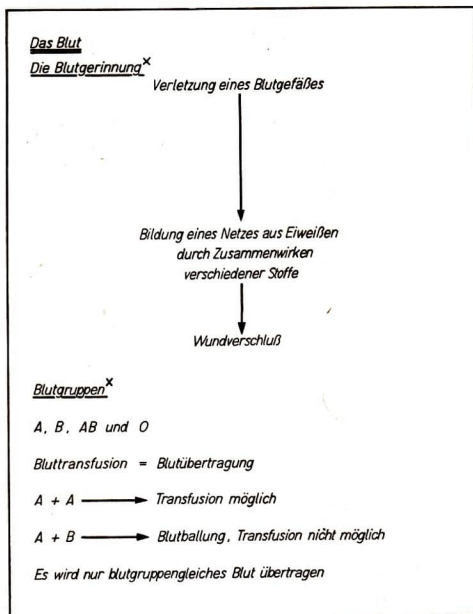 Das Blut
Die Blutgerinnung x
Verletzung eines Blutgefäßes
Bildung eines Netzes aus Eiweißen
durch Zusammenwirken
verschiedener Stoffe
Wundverschluß
Blutgruppen x
A, B, AB und O
Bluttransfusion = Blutübertragung
A + A → Transfusion möglich
A + B → Blutballung, Transfusion nicht möglich
Es wird nur blutgruppengleiches Blut übertragen